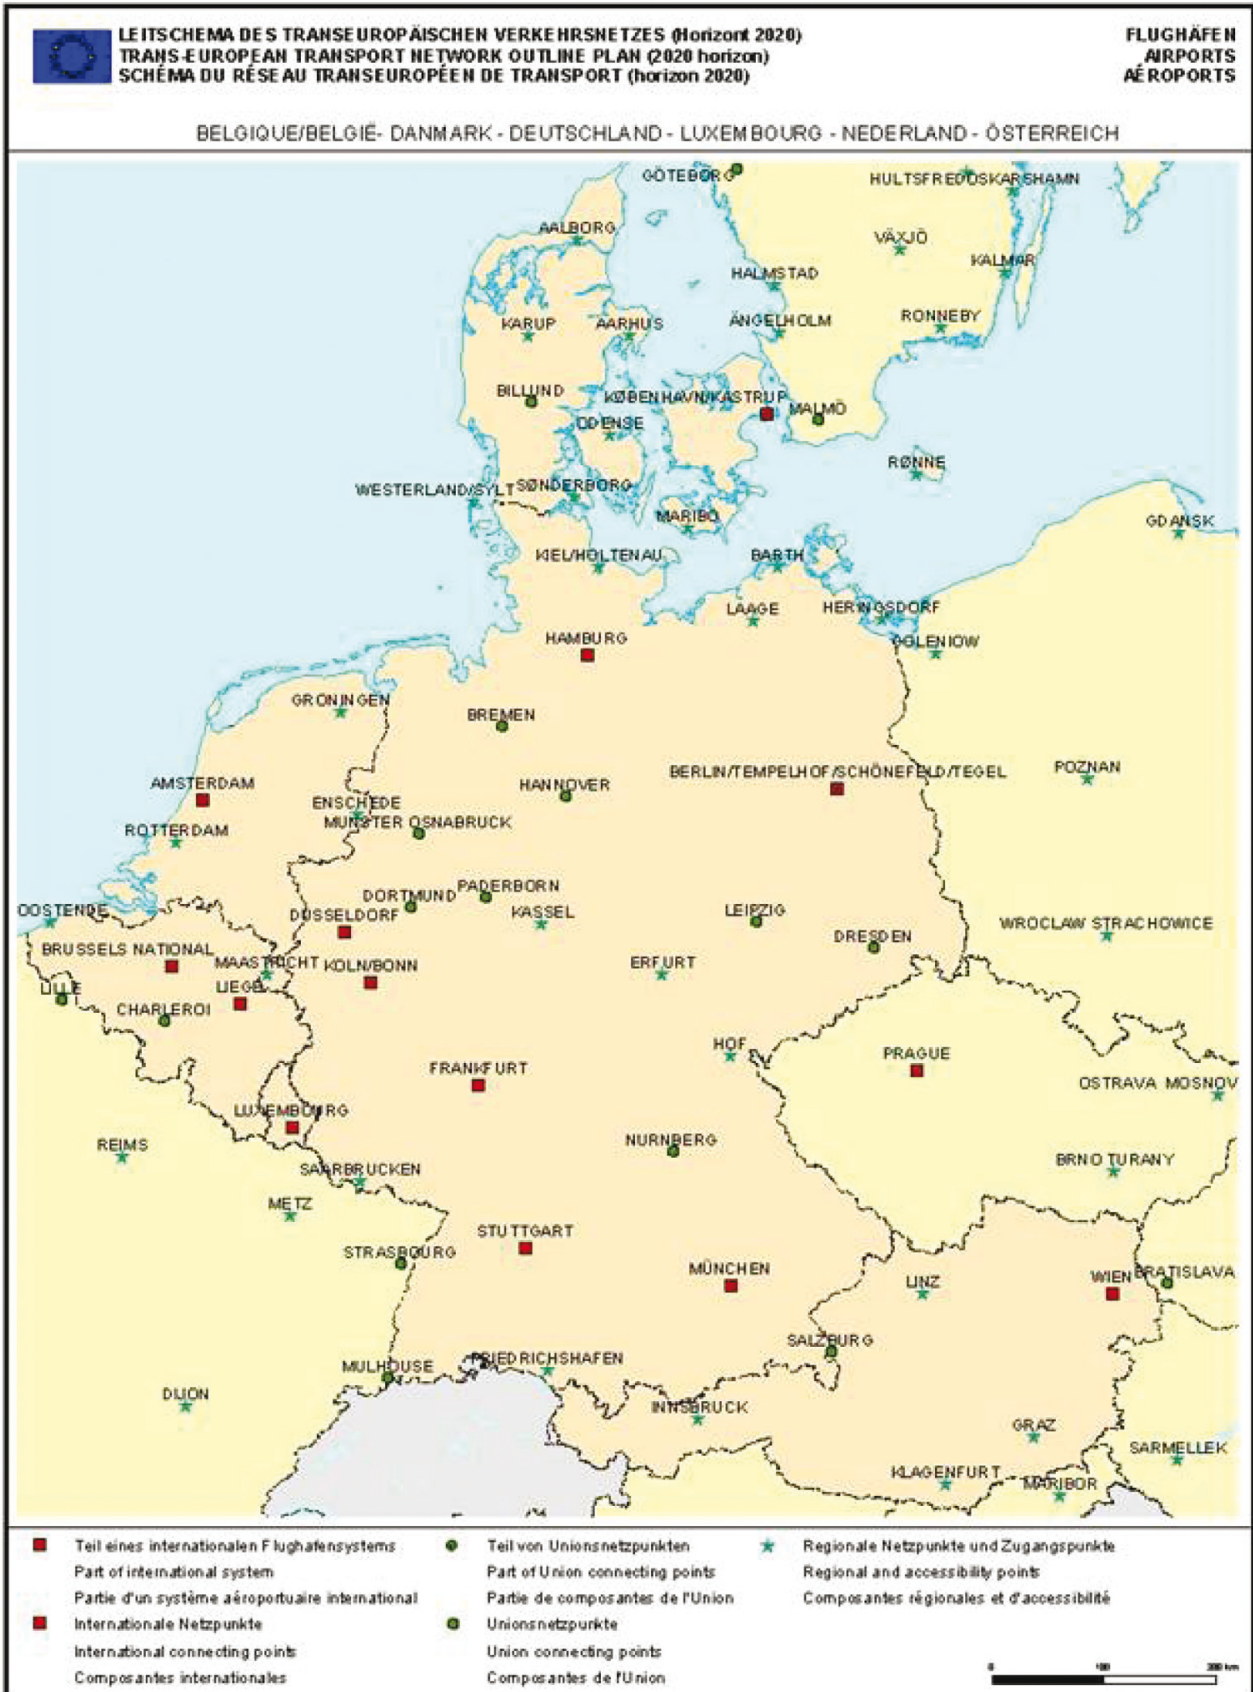 LEITSCHEMA DES TRANSEUROPÄISCHEN VERKEHRSNETZES (Horizont 2020)
TRANS-EUROPEAN TRANSPORT NETWORK OUTLINE PLAN (2020 horizon)
SCHÉMA DU RÉSEAU TRANSEUROPÉEN DE TRANSPORT (horizon 2020)
FLUGHÄFEN
AIRPORTS
AÉROPORTS
BELGIQUE/BELGIË- DANMARK - DEUTSCHLAND - LUXEMBOURG - NEDERLAND - ÖSTERREICH
GÖTEBORG
HULTSFRED
OSKARSHAMN
AALBORG
VÄXJÖ
KALMAR
HALMSTAD
KARUP
AARHUS
ÄNGELHOLM
RONNEBY
BILLUND
KØBENHAVN/KASTRUP
MALMÖ
ODENSE
RØNNE
WESTERLAND/SYLT
SØNDERBORG
MARIBO
GDANSK
KIEL/HOLTENAU
BARTH
LAAGE
HERINGSDORF
HAMBURG
GOLENIOW
GRONINGEN
BREMEN
AMSTERDAM
HANNOVER
BERLIN/TEMPELHOF/SCHÖNEFELD/TEGEL
POZNAN
ENSCHEDE
MUNSTER OSNABRUCK
ROTTERDAM
DORTMUND
PADERBORN
OOSTENDE
DUSSELDORF
KASSEL
LEIPZIG
WROCLAW STRACHOWICE
DRESDEN
BRUSSELS NATIONAL
MAASTRICHT
KOLN/BONN
ERFURT
LILLE
LIEGE
CHARLEROI
HOF
PRAGUE
FRANKFURT
OSTRAVA MOSNOV
LUXEMBOURG
REIMS
NURNBERG
BRNO TURANY
SAARBRUCKEN
METZ
STUTTGART
STRASBOURG
MÜNCHEN
LINZ
WIEN
BRATISLAVA
SALZBURG
MULHOUSE
FRIEDRICHSHAFEN
DIJON
INNSBRUCK
GRAZ
SARMELLEK
KLAGENFURT
MARIBOR
Teil eines internationalen Flughafensystems
Part of international system
Partie d'un système aéroportuaire international
Internationale Netzpunkte
International connecting points
Composantes internationales
Teil von Unionsnetzpunkten
Part of Union connecting points
Partie de composantes de l'Union
Unionsnetzpunkte
Union connecting points
Composantes de l'Union
Regionale Netzpunkte und Zugangspunkte
Regional and accessibility points
Composantes régionales et d'accessibilité
0 100 200 km